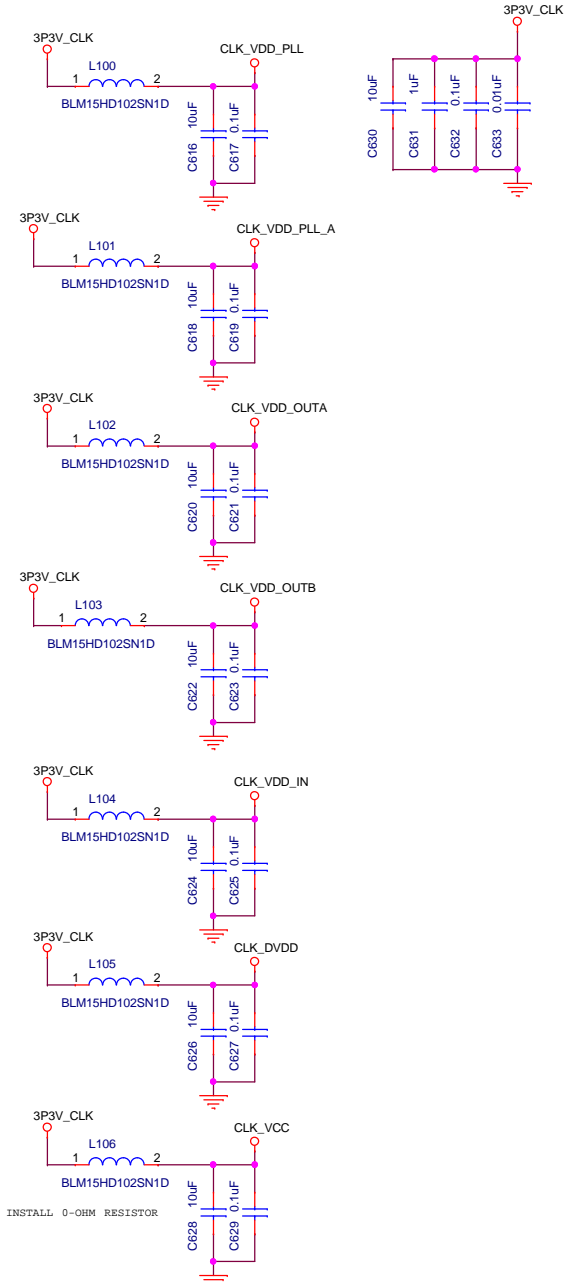 3P3V_CLK
3P3V_CLK
CLK_VDD_PLL
L100
1
2
BLM15HD102SN1D
10uF
C616
0.1uF
C617
10uF
C630
1uF
C631
0.1uF
C632
0.01uF
C633
3P3V_CLK
CLK_VDD_PLL_A
L101
1
2
BLM15HD102SN1D
10uF
C618
0.1uF
C619
3P3V_CLK
CLK_VDD_OUTA
L102
1
2
BLM15HD102SN1D
10uF
C620
0.1uF
C621
3P3V_CLK
CLK_VDD_OUTB
L103
1
2
BLM15HD102SN1D
10uF
C622
0.1uF
C623
3P3V_CLK
CLK_VDD_IN
L104
1
2
BLM15HD102SN1D
10uF
C624
0.1uF
C625
3P3V_CLK
CLK_DVDD
L105
1
2
BLM15HD102SN1D
10uF
C626
0.1uF
C627
3P3V_CLK
CLK_VCC
L106
1
2
BLM15HD102SN1D
10uF
C628
0.1uF
C629
INSTALL 0-OHM RESISTOR